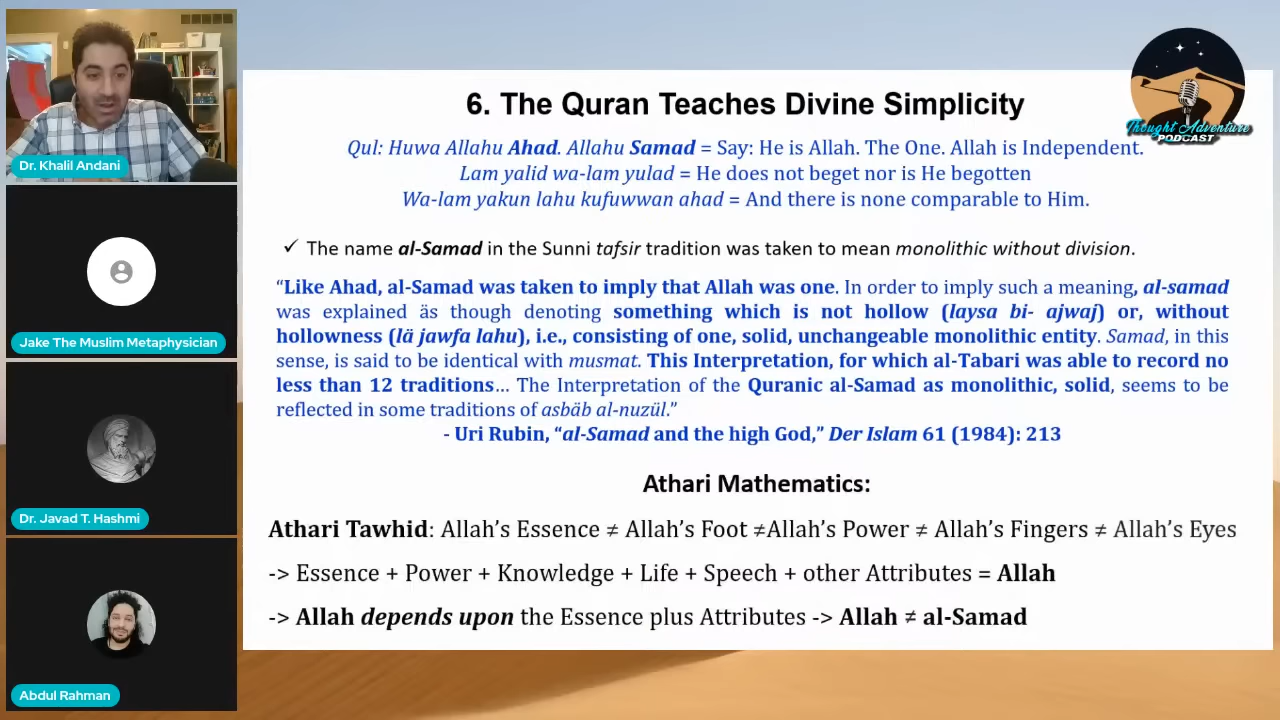 Dr. Khalil Andani
Jake The Muslim Metaphysician
Dr. Javad T. Hashmi
Abdul Rahman
Thought Adventure
PODCAST
6. The Quran Teaches Divine Simplicity
Qul: Huwa Allahu Ahad. Allahu Samad = Say: He is Allah. The One. Allah is Independent.
Lam yalid wa-lam yulad = He does not beget nor is He begotten
Wa-lam yakun lahu kufuwwan ahad = And there is none comparable to Him.
✓ The name al-Samad in the Sunni tafsir tradition was taken to mean monolithic without division.
“Like Ahad, al-Samad was taken to imply that Allah was one. In order to imply such a meaning, al-samad
was explained äs though denoting something which is not hollow (laysa bi- ajwaj) or, without
hollowness (lä jawfa lahu), i.e., consisting of one, solid, unchangeable monolithic entity. Samad, in this
sense, is said to be identical with musmat. This Interpretation, for which al-Tabari was able to record no
less than 12 traditions… The Interpretation of the Quranic al-Samad as monolithic, solid, seems to be
reflected in some traditions of asbäb al-nuzül.”
- Uri Rubin, “al-Samad and the high God,” Der Islam 61 (1984): 213
Athari Mathematics:
Athari Tawhid: Allah’s Essence ≠ Allah’s Foot ≠Allah’s Power ≠ Allah’s Fingers ≠ Allah’s Eyes
-> Essence + Power + Knowledge + Life + Speech + other Attributes = Allah
-> Allah depends upon the Essence plus Attributes -> Allah ≠ al-Samad